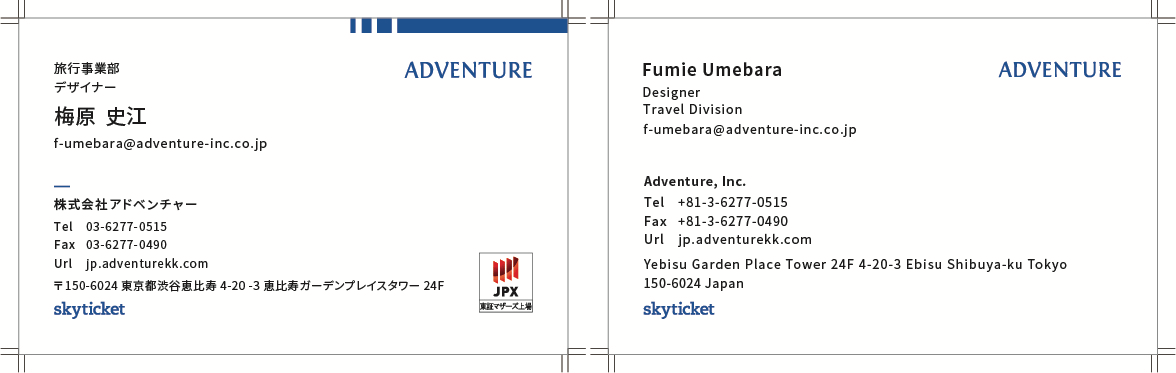 旅行事業部
デザイナー
梅原 史江
f-umebara@adventure-inc.co.jp
ADVENTURE
株式会社アドベンチャー
Tel 03-6277-0515
Fax 03-6277-0490
Url jp.adventurekk.com
〒150-6024 東京都渋谷恵比寿 4-20 -3 恵比寿ガーデンプレイスタワー 24F
skyticket
JPX
東証マザーズ上場
Fumie Umebara
Designer
Travel Division
f-umebara@adventure-inc.co.jp
ADVENTURE
Adventure, Inc.
Tel +81-3-6277-0515
Fax +81-3-6277-0490
Url jp.adventurekk.com
Yebisu Garden Place Tower 24F 4-20-3 Ebisu Shibuya-ku Tokyo
150-6024 Japan
skyticket